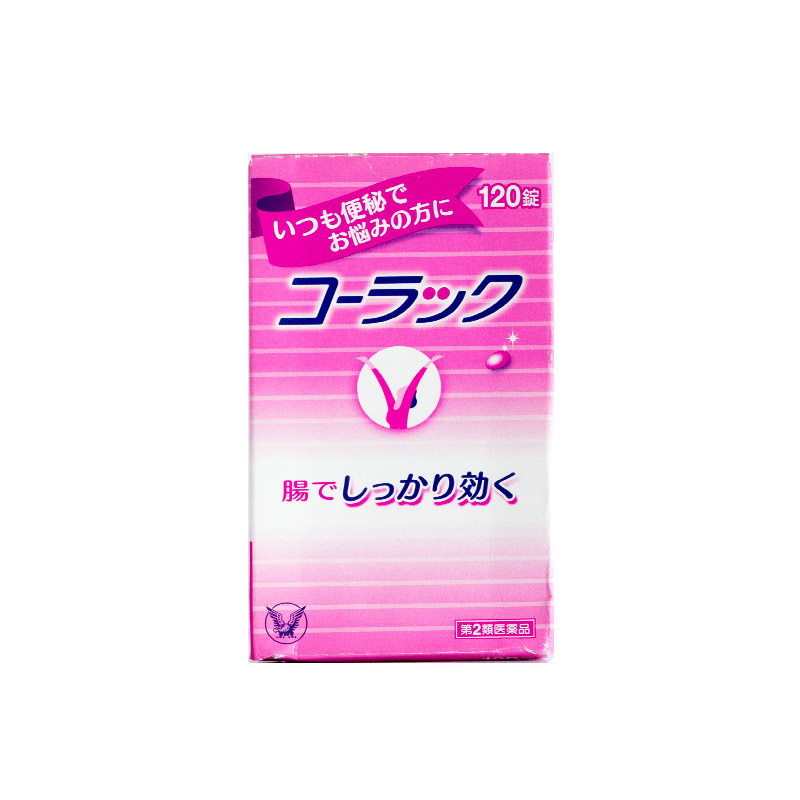 いつも便秘で
お悩みの方に
120錠
コーラック
腸でしっかり効く
第2類医薬品